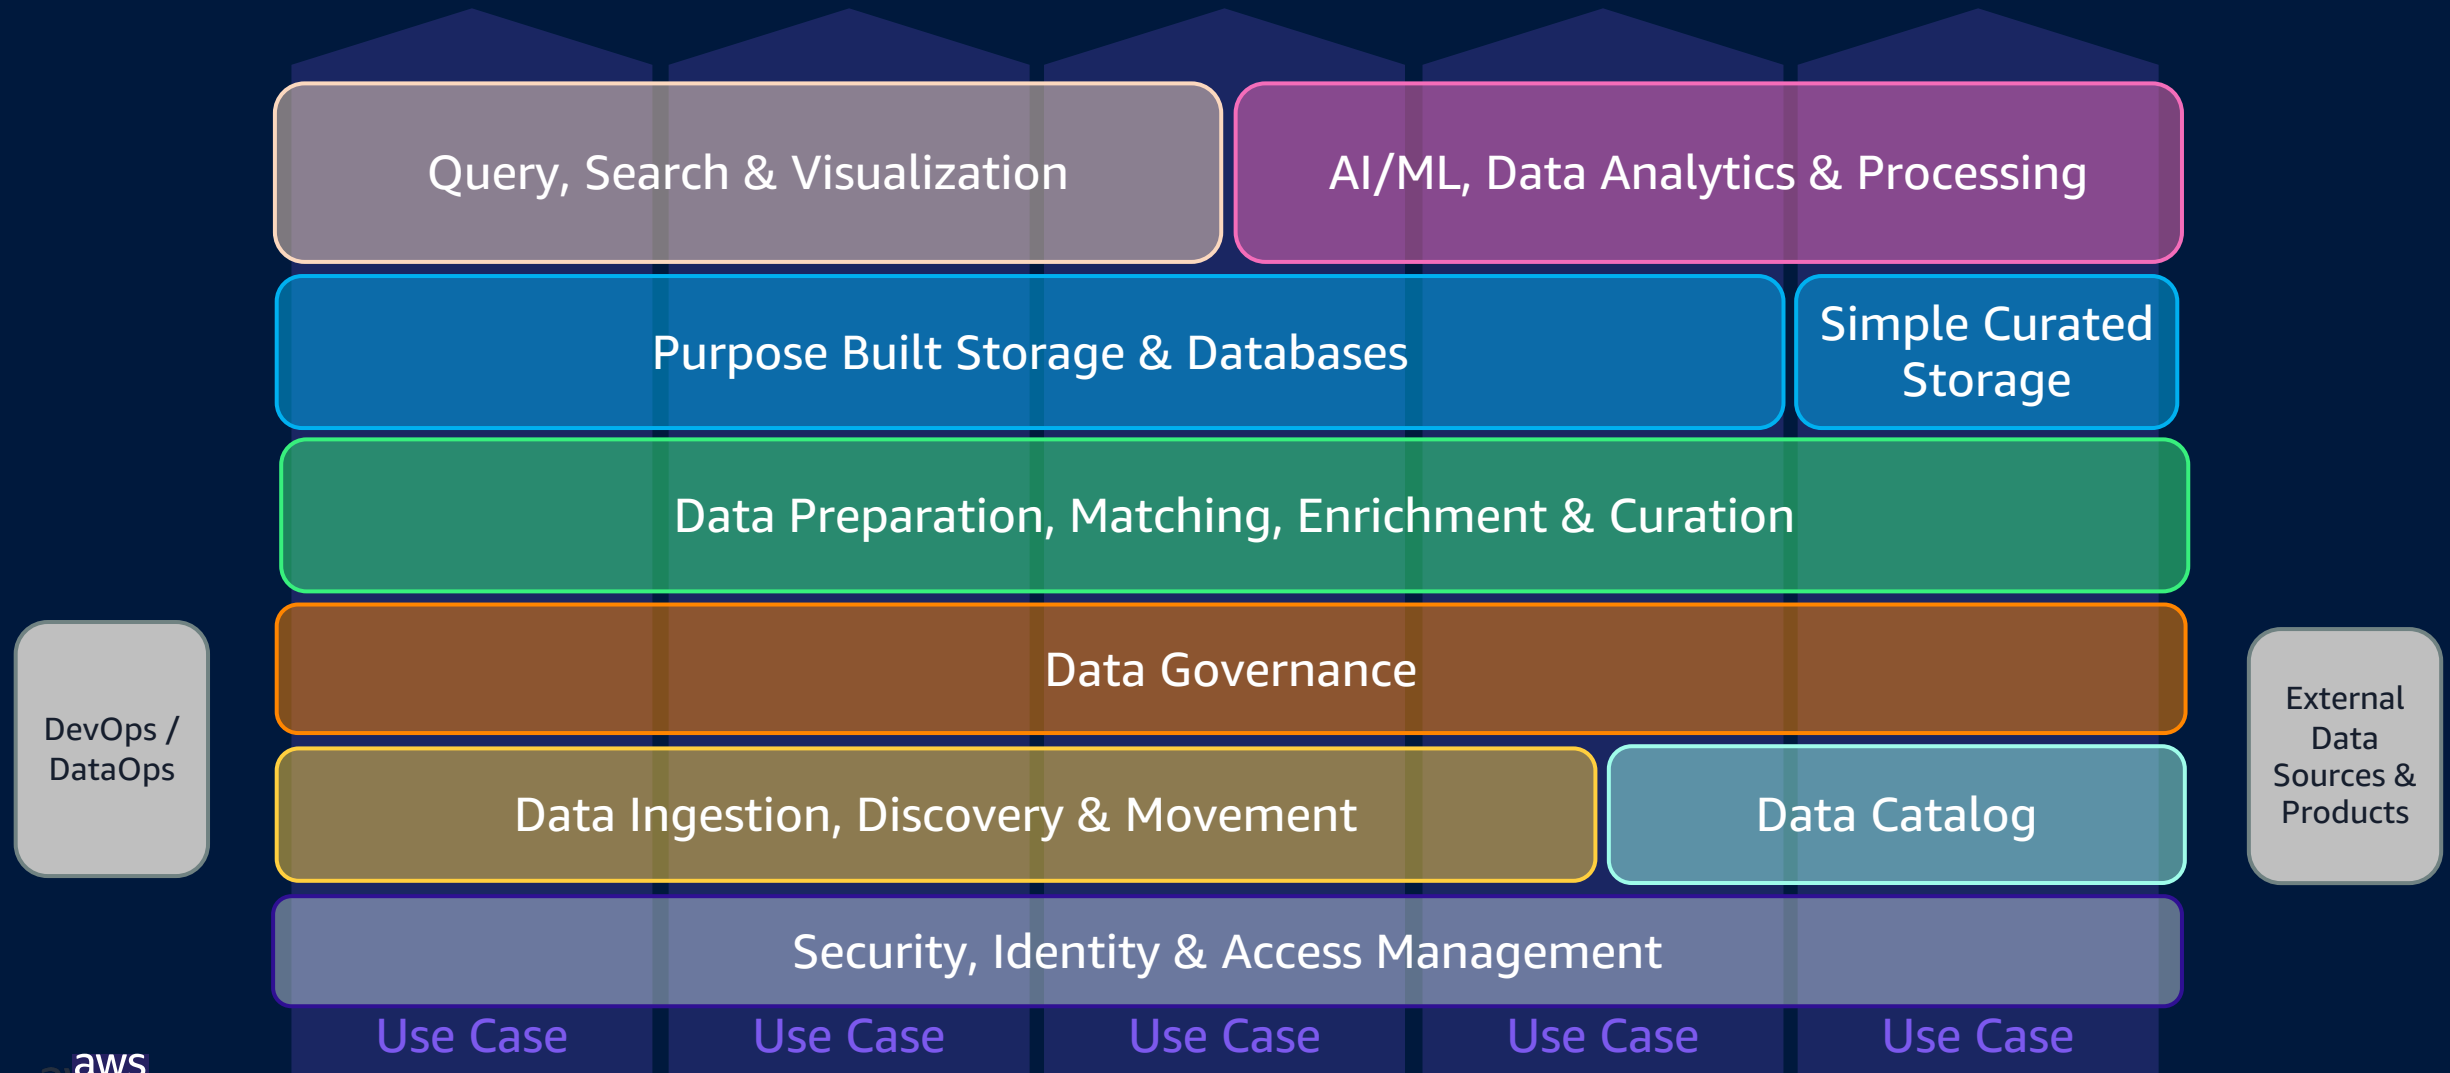 Query, Search & Visualization
AI/ML, Data Analytics & Processing
Purpose Built Storage & Databases
Simple Curated
Storage
Data Preparation, Matching, Enrichment & Curation
Data Governance
DevOps /
DataOps
External
Data
Sources &
Products
Data Ingestion, Discovery & Movement
Data Catalog
Security, Identity & Access Management
Use Case
Use Case
Use Case
Use Case
Use Case
aws